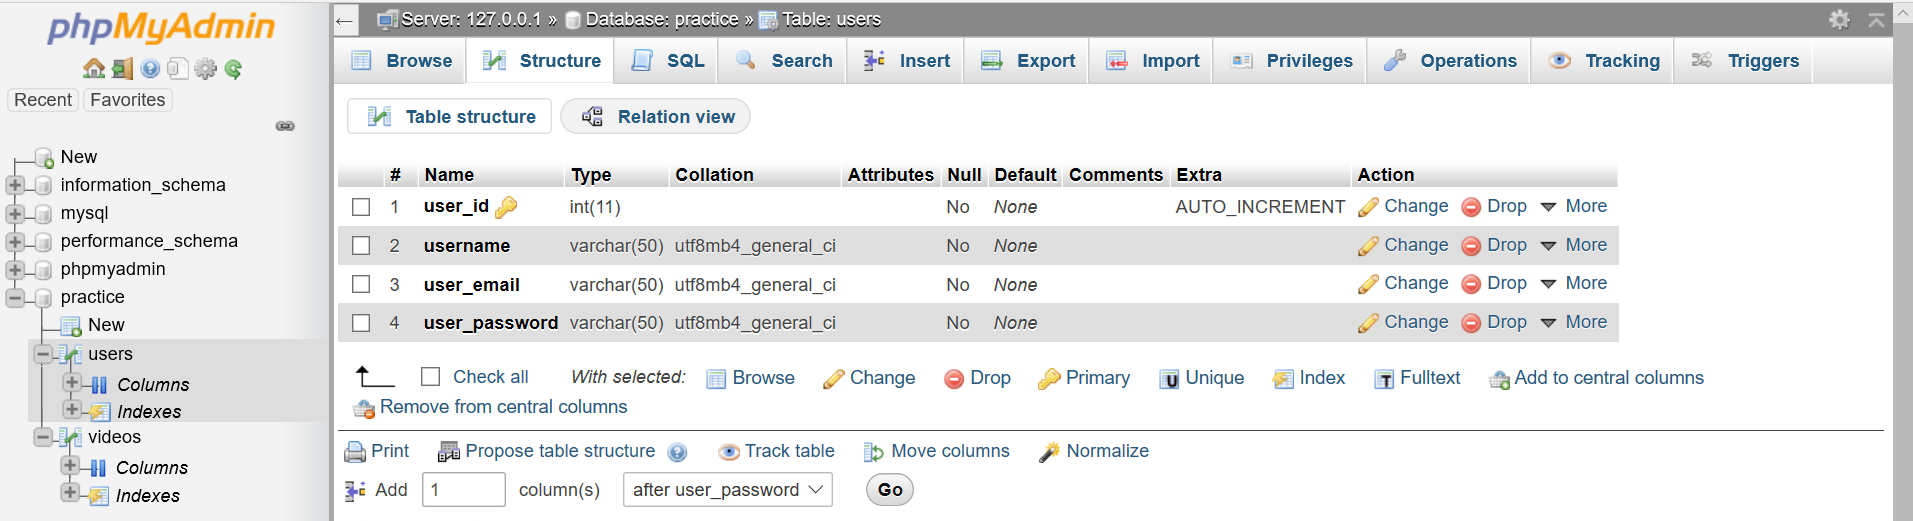 phpMyAdmin
Recent Favorites
New
information_schema
mysql
performance_schema
phpmyadmin
practice
New
users
Columns
Indexes
videos
Columns
Indexes
← Server: 127.0.0.1 » Database: practice » Table: users
Browse Structure SQL Search Insert Export Import Privileges Operations Tracking Triggers
Table structure Relation view
# Name Type Collation Attributes Null Default Comments Extra Action
1 user_id int(11) No None AUTO_INCREMENT Change Drop More
2 username varchar(50) utf8mb4_general_ci No None Change Drop More
3 user_email varchar(50) utf8mb4_general_ci No None Change Drop More
4 user_password varchar(50) utf8mb4_general_ci No None Change Drop More
Check all With selected: Browse Change Drop Primary U Unique Index T Fulltext Add to central columns
Remove from central columns
Print Propose table structure Track table Move columns Normalize
Add 1 column(s) after user_password Go